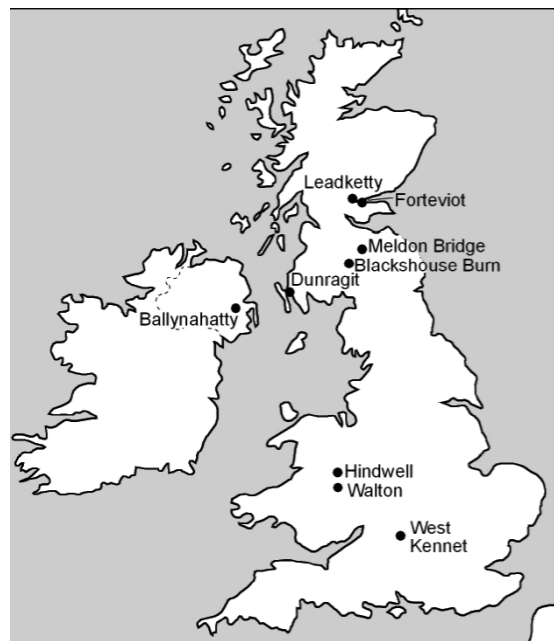 Leadketty
Forteviot
Meldon Bridge
Blackshouse Burn
Dunragit
Ballynahatty
Hindwell
Walton
West
Kennet